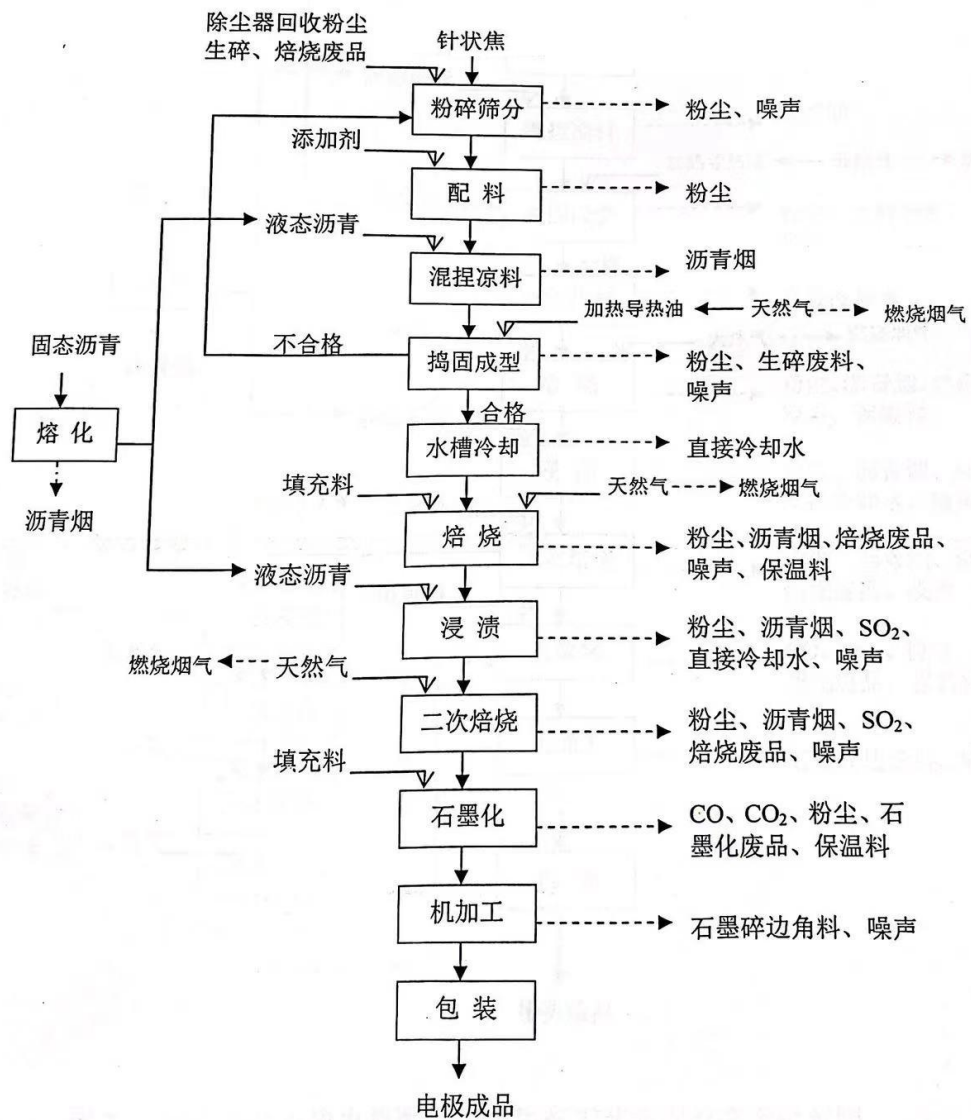 除尘器回收粉尘
生碎、焙烧废品
针状焦
粉碎筛分
粉尘、噪声
添加剂
配 料
粉尘
液态沥青
混捏凉料
沥青烟
加热导热油
天然气
燃烧烟气
固态沥青
不合格
捣固成型
粉尘、生碎废料、
噪声
熔 化
合格
水槽冷却
直接冷却水
沥青烟
填充料
天然气
燃烧烟气
焙 烧
粉尘、沥青烟、焙烧废品、
噪声、保温料
液态沥青
浸 渍
粉尘、沥青烟、SO₂、
直接冷却水、噪声
燃烧烟气
天然气
二次焙烧
粉尘、沥青烟、SO₂、
焙烧废品、噪声
填充料
石墨化
CO、CO₂、粉尘、石
墨化废品、保温料
机加工
石墨碎边角料、噪声
包 装
电极成品